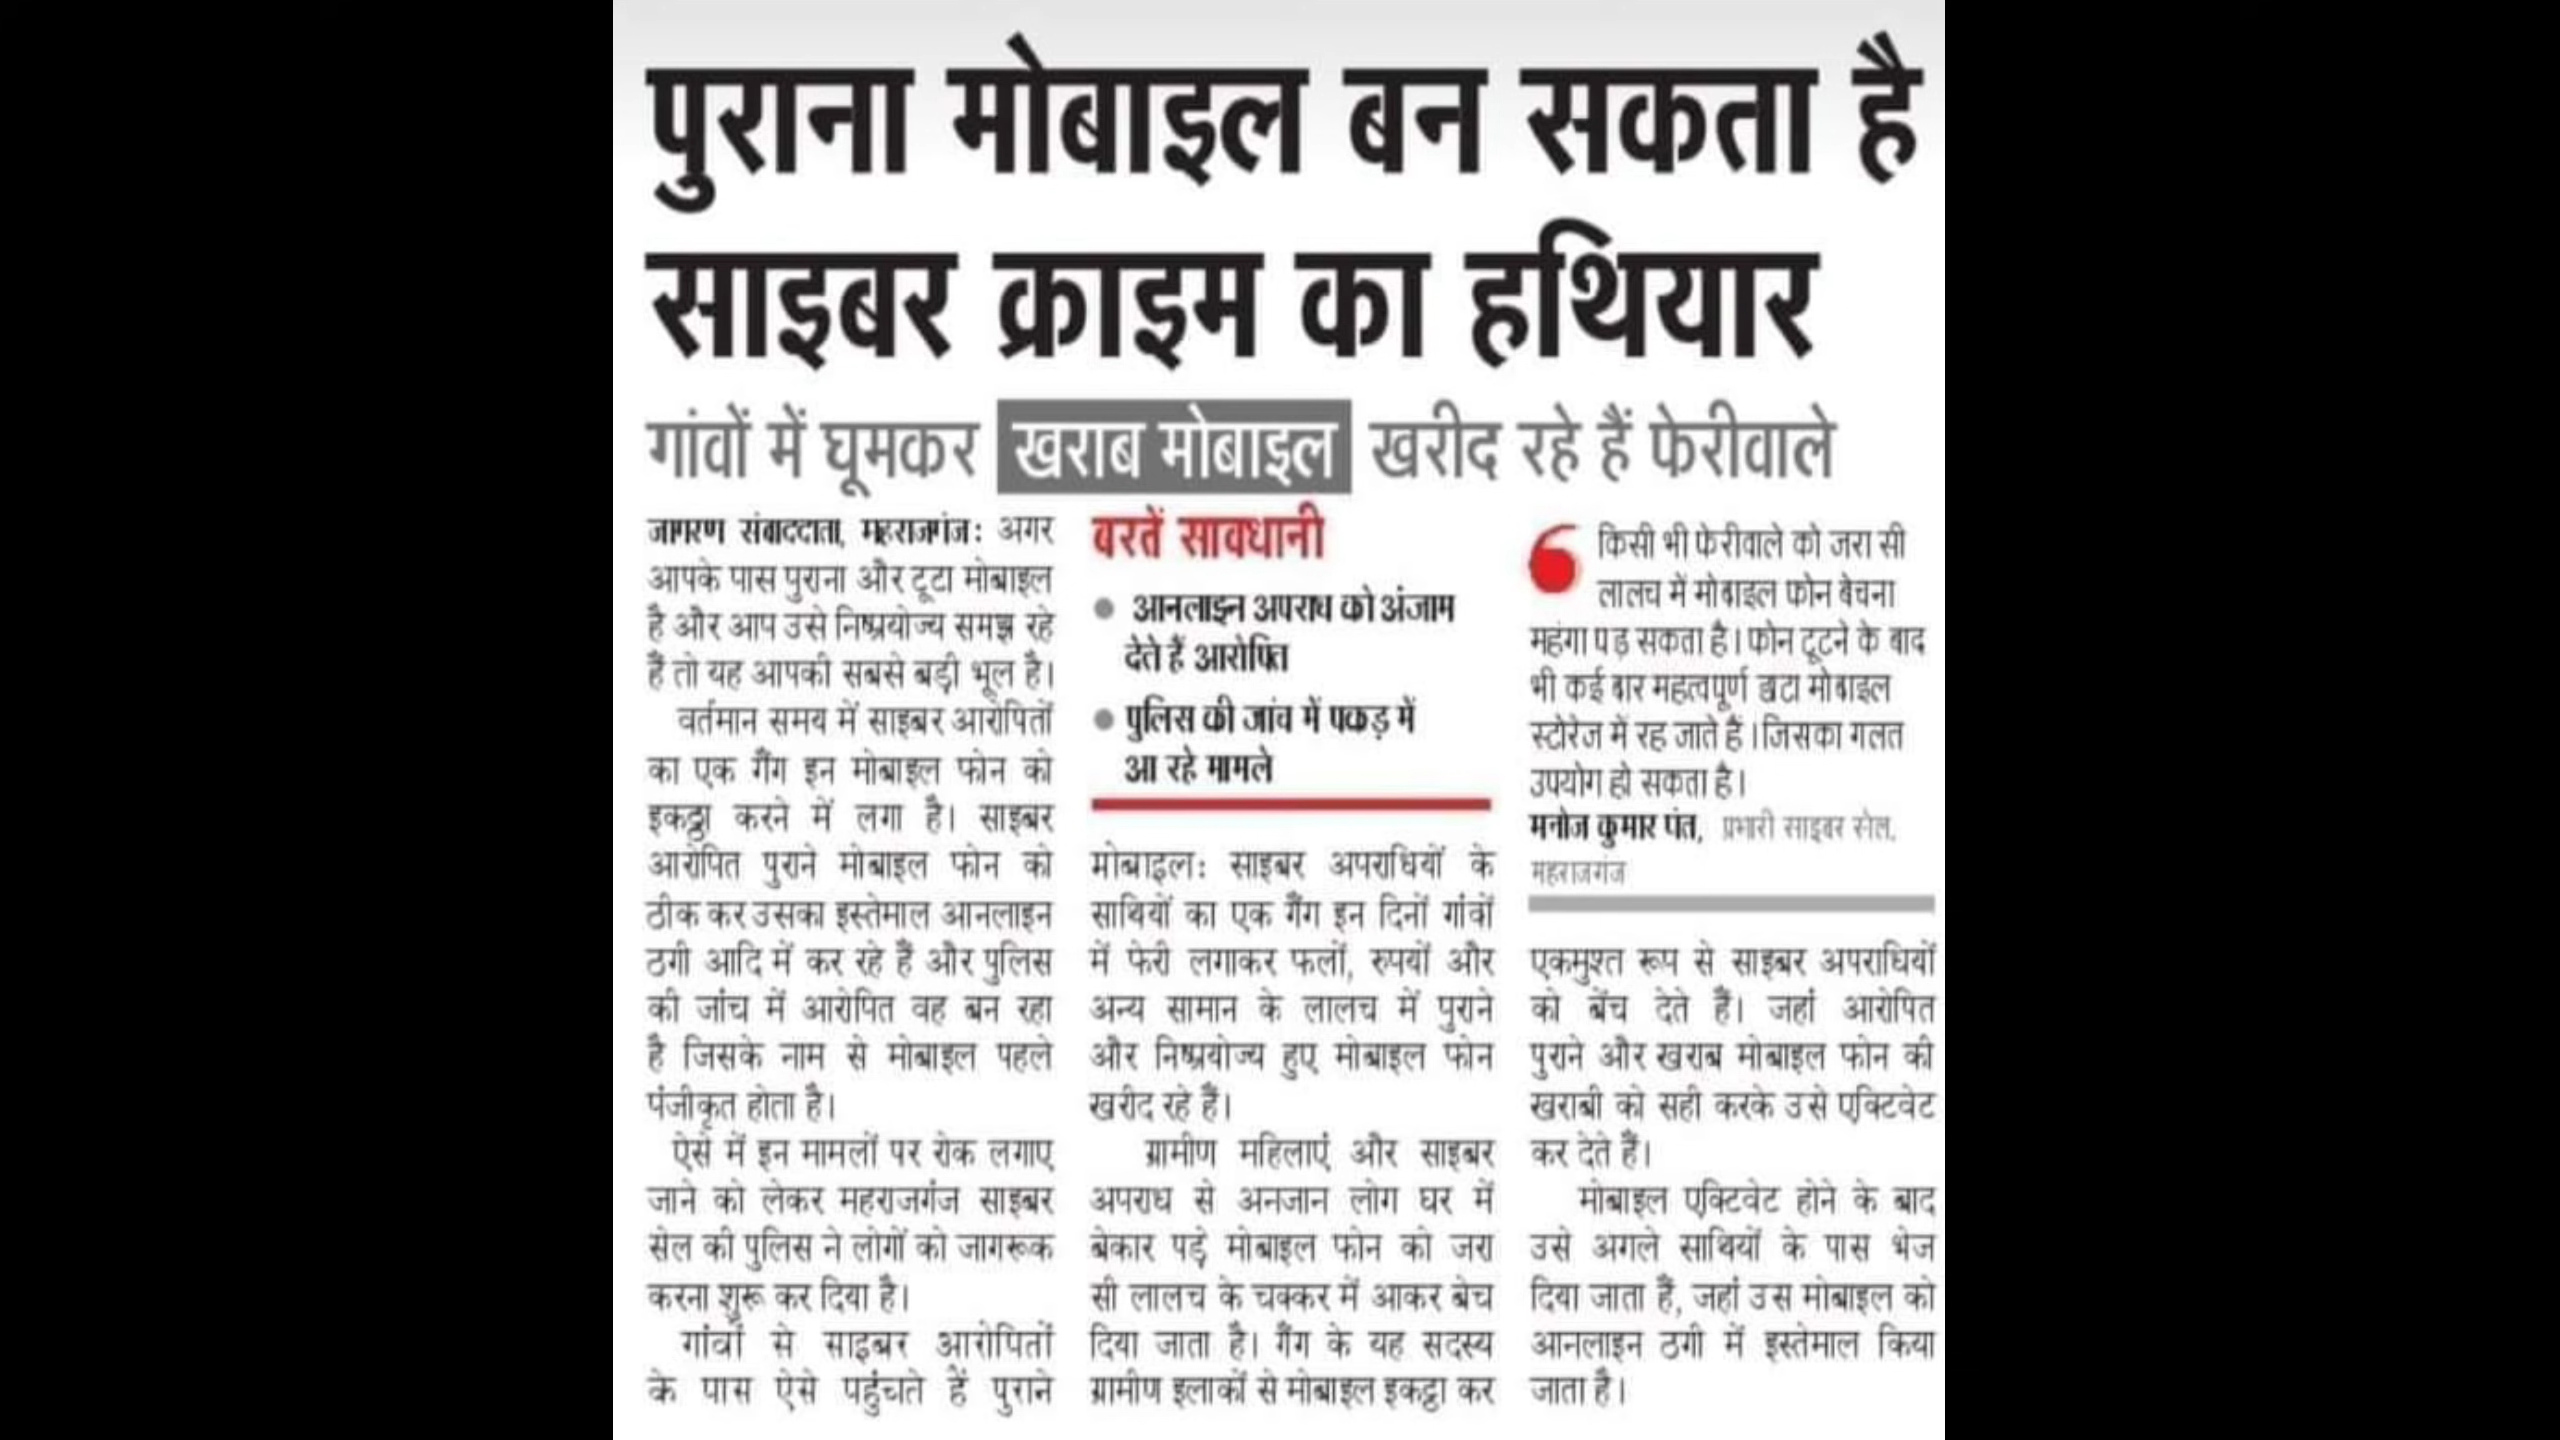 पुराना मोबाइल बन सकता है
साइबर क्राइम का हथियार
गांवों में घूमकर खराब मोबाइल खरीद रहे हैं फेरीवाले
जागरण संवाददाता, महराजगंज: अगर
आपके पास पुराना और टूटा मोबाइल
है और आप उसे निष्प्रयोज्य समझ रहे
हैं तो यह आपकी सबसे बड़ी भूल है।
वर्तमान समय में साइबर आरोपितों
का एक गैंग इन मोबाइल फोन को
इकट्ठा करने में लगा है। साइबर
आरोपित पुराने मोबाइल फोन को
ठीक कर उसका इस्तेमाल आनलाइन
ठगी आदि में कर रहे हैं और पुलिस
की जांच में आरोपित वह बन रहा
है जिसके नाम से मोबाइल पहले
पंजीकृत होता है।
ऐसे में इन मामलों पर रोक लगाए
जाने को लेकर महराजगंज साइबर
सेल की पुलिस ने लोगों को जागरूक
करना शुरू कर दिया है।
गांवों से साइबर आरोपितों
के पास ऐसे पहुंचते हैं पुराने
बरतें सावधानी
● आनलाइन अपराध को अंजाम
देते हैं आरोपित
● पुलिस की जांच में पकड़ में
आ रहे मामले
मोबाइल: साइबर अपराधियों के
साथियों का एक गैंग इन दिनों गांवों
में फेरी लगाकर फलों, रुपयों और
अन्य सामान के लालच में पुराने
और निष्प्रयोज्य हुए मोबाइल फोन
खरीद रहे हैं।
ग्रामीण महिलाएं और साइबर
अपराध से अनजान लोग घर में
बेकार पड़े मोबाइल फोन को जरा
सी लालच के चक्कर में आकर बेच
दिया जाता है। गैंग के यह सदस्य
ग्रामीण इलाकों से मोबाइल इकट्ठा कर
किसी भी फेरीवाले को जरा सी
लालच में मोबाइल फोन बेचना
महंगा पड़ सकता है। फोन टूटने के बाद
भी कई बार महत्वपूर्ण डाटा मोबाइल
स्टोरेज में रह जाते हैं। जिसका गलत
उपयोग हो सकता है।
मनोज कुमार पंत, प्रभारी साइबर सेल,
महराजगंज
एकमुश्त रूप से साइबर अपराधियों
को बेंच देते हैं। जहां आरोपित
पुराने और खराब मोबाइल फोन की
खराबी को सही करके उसे एक्टिवेट
कर देते हैं।
मोबाइल एक्टिवेट होने के बाद
उसे अगले साथियों के पास भेज
दिया जाता हैं, जहां उस मोबाइल को
आनलाइन ठगी में इस्तेमाल किया
जाता है।